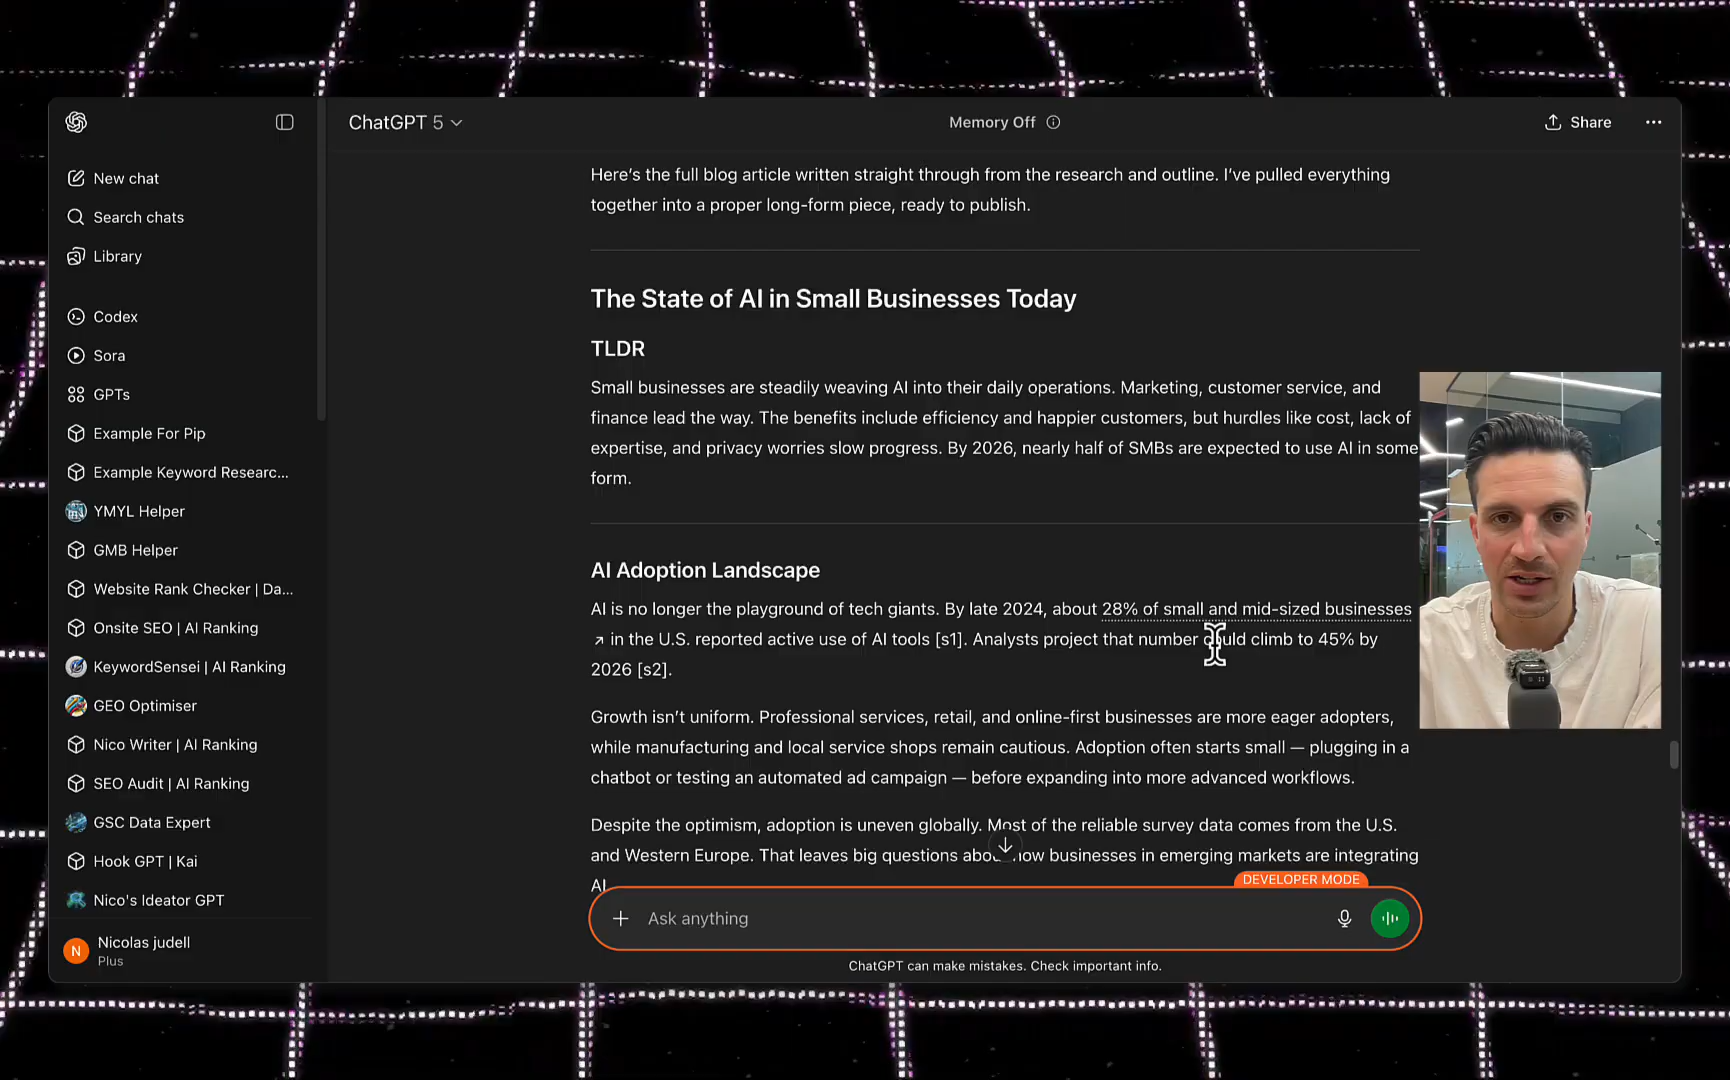 ChatGPT 5
Memory Off
Share
New chat
Search chats
Library
Codex
Sora
GPTs
Example For Pip
Example Keyword Researc...
YMYL Helper
GMB Helper
Website Rank Checker | Da...
Onsite SEO | AI Ranking
KeywordSensei | AI Ranking
GEO Optimiser
Nico Writer | AI Ranking
SEO Audit | AI Ranking
GSC Data Expert
Hook GPT | Kai
Nico's Ideator GPT
N
Nicolas judell
Plus
Here's the full blog article written straight through from the research and outline. I've pulled everything
together into a proper long-form piece, ready to publish.
The State of AI in Small Businesses Today
TLDR
Small businesses are steadily weaving AI into their daily operations. Marketing, customer service, and
finance lead the way. The benefits include efficiency and happier customers, but hurdles like cost, lack of
expertise, and privacy worries slow progress. By 2026, nearly half of SMBs are expected to use AI in some
form.
AI Adoption Landscape
AI is no longer the playground of tech giants. By late 2024, about 28% of small and mid-sized businesses
↗ in the U.S. reported active use of AI tools [s1]. Analysts project that number could climb to 45% by
2026 [s2].
Growth isn't uniform. Professional services, retail, and online-first businesses are more eager adopters,
while manufacturing and local service shops remain cautious. Adoption often starts small — plugging in a
chatbot or testing an automated ad campaign — before expanding into more advanced workflows.
Despite the optimism, adoption is uneven globally. Most of the reliable survey data comes from the U.S.
and Western Europe. That leaves big questions about how businesses in emerging markets are integrating
AI.
DEVELOPER MODE
Ask anything
ChatGPT can make mistakes. Check important info.